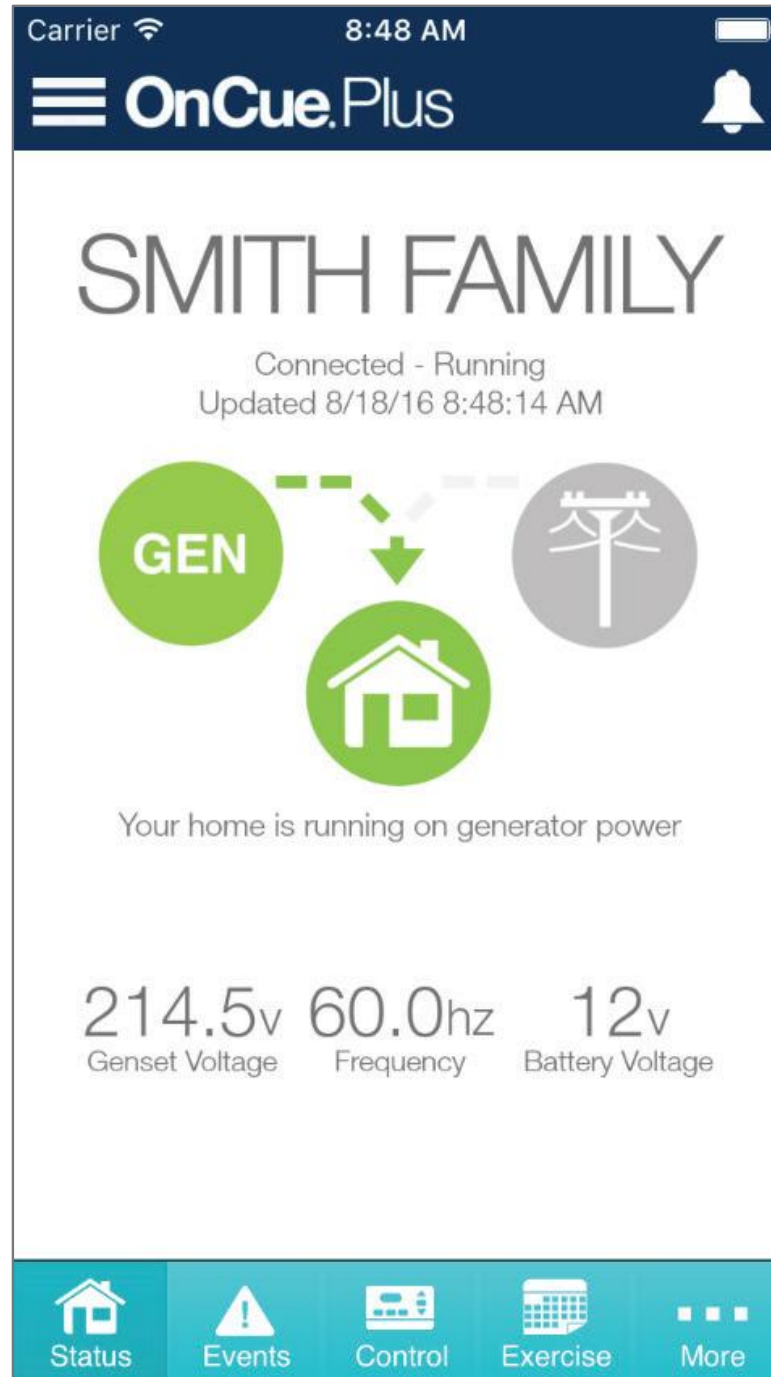 Carrier 8:48 AM
OnCue.Plus
SMITH FAMILY
Connected - Running
Updated 8/18/16 8:48:14 AM
GEN
Your home is running on generator power
214.5v 60.0hz 12v
Genset Voltage Frequency Battery Voltage
Status Events Control Exercise More